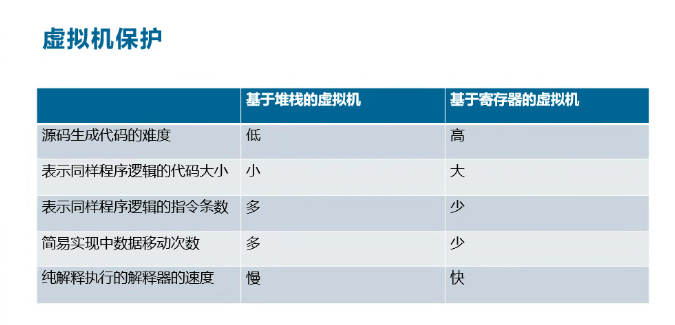 虚拟机保护
基于堆栈的虚拟机 基于寄存器的虚拟机
源码生成代码的难度 低 高
表示同样程序逻辑的代码大小 小 大
表示同样程序逻辑的指令条数 多 少
简易实现中数据移动次数 多 少
纯解释执行的解释器的速度 慢 快